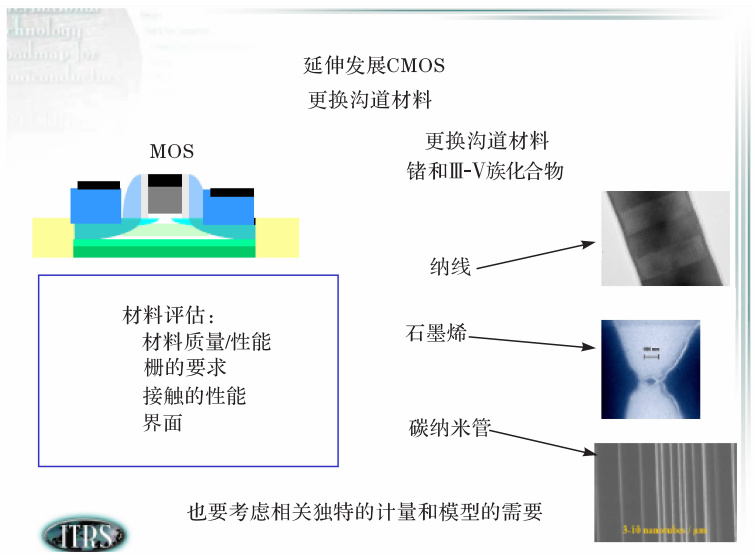 延伸发展CMOS
更换沟道材料
更换沟道材料
锗和Ⅲ-Ⅴ族化合物
MOS
纳线
石墨烯
碳纳米管
3-10 nanotubes / μm
材料评估:
材料质量/性能
栅的要求
接触的性能
界面
也要考虑相关独特的计量和模型的需要
ITRS